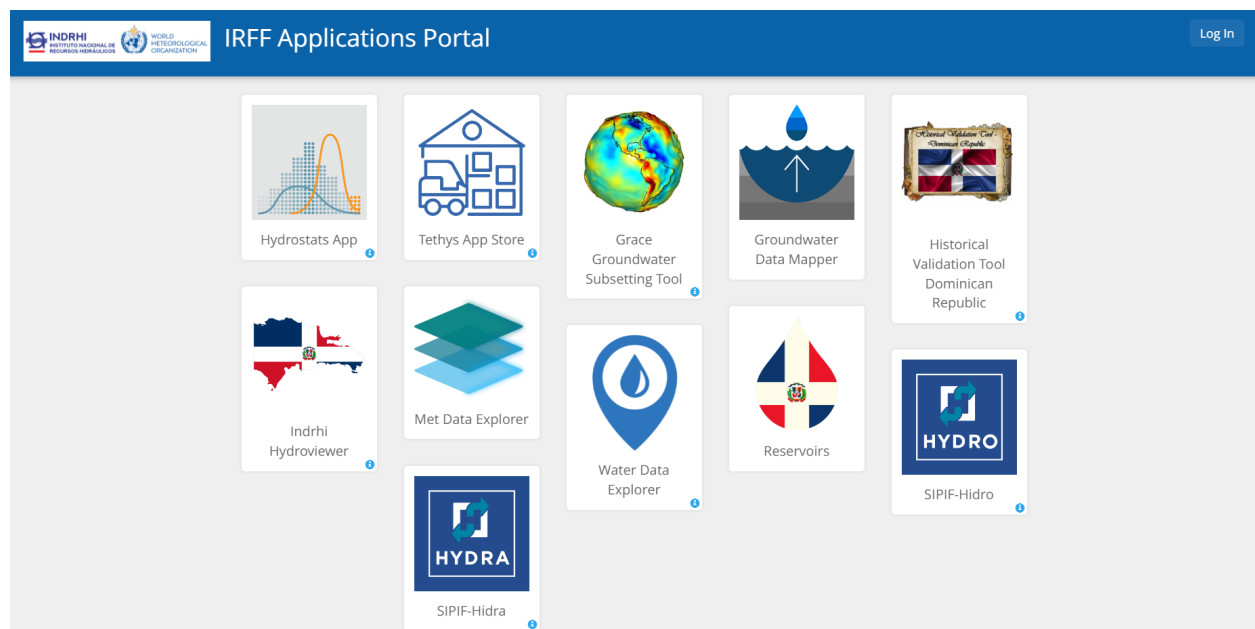 INDRHI
INSTITUTO NACIONAL DE
RECURSOS HIDRÁULICOS
WORLD
METEOROLOGICAL
ORGANIZATION
IRFF Applications Portal
Log In
Hydrostats App
Tethys App Store
Grace
Groundwater
Subsetting Tool
Groundwater
Data Mapper
Historical Validation Tool -
Dominican Republic
Historical
Validation Tool
Dominican
Republic
Indrhi
Hydroviewer
Met Data Explorer
Water Data
Explorer
Reservoirs
HYDRO
SIPIF-Hidro
HYDRA
SIPIF-Hidra